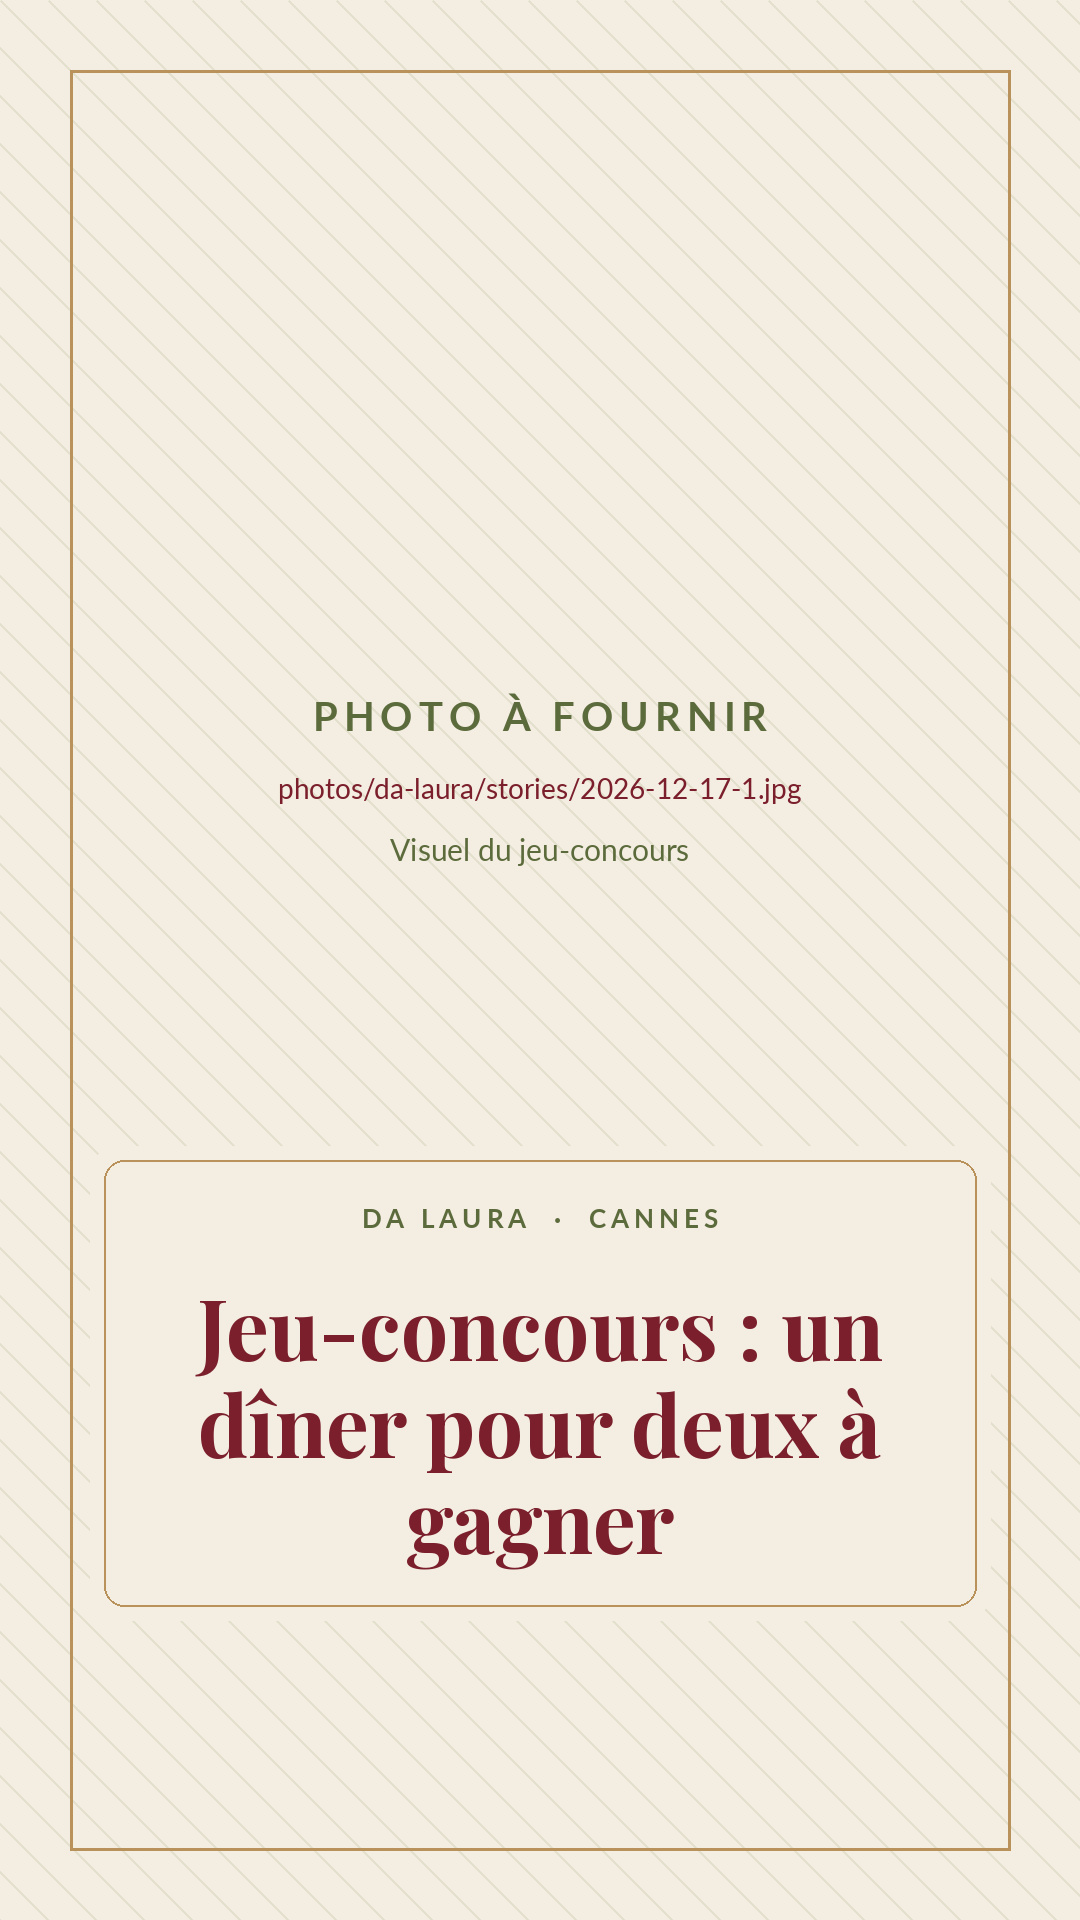 PHOTO À FOURNIR
photos/da-laura/stories/2026-12-17-1.jpg
Visuel du jeu-concours
DA LAURA · CANNES
Jeu-concours : un
dîner pour deux à
gagner